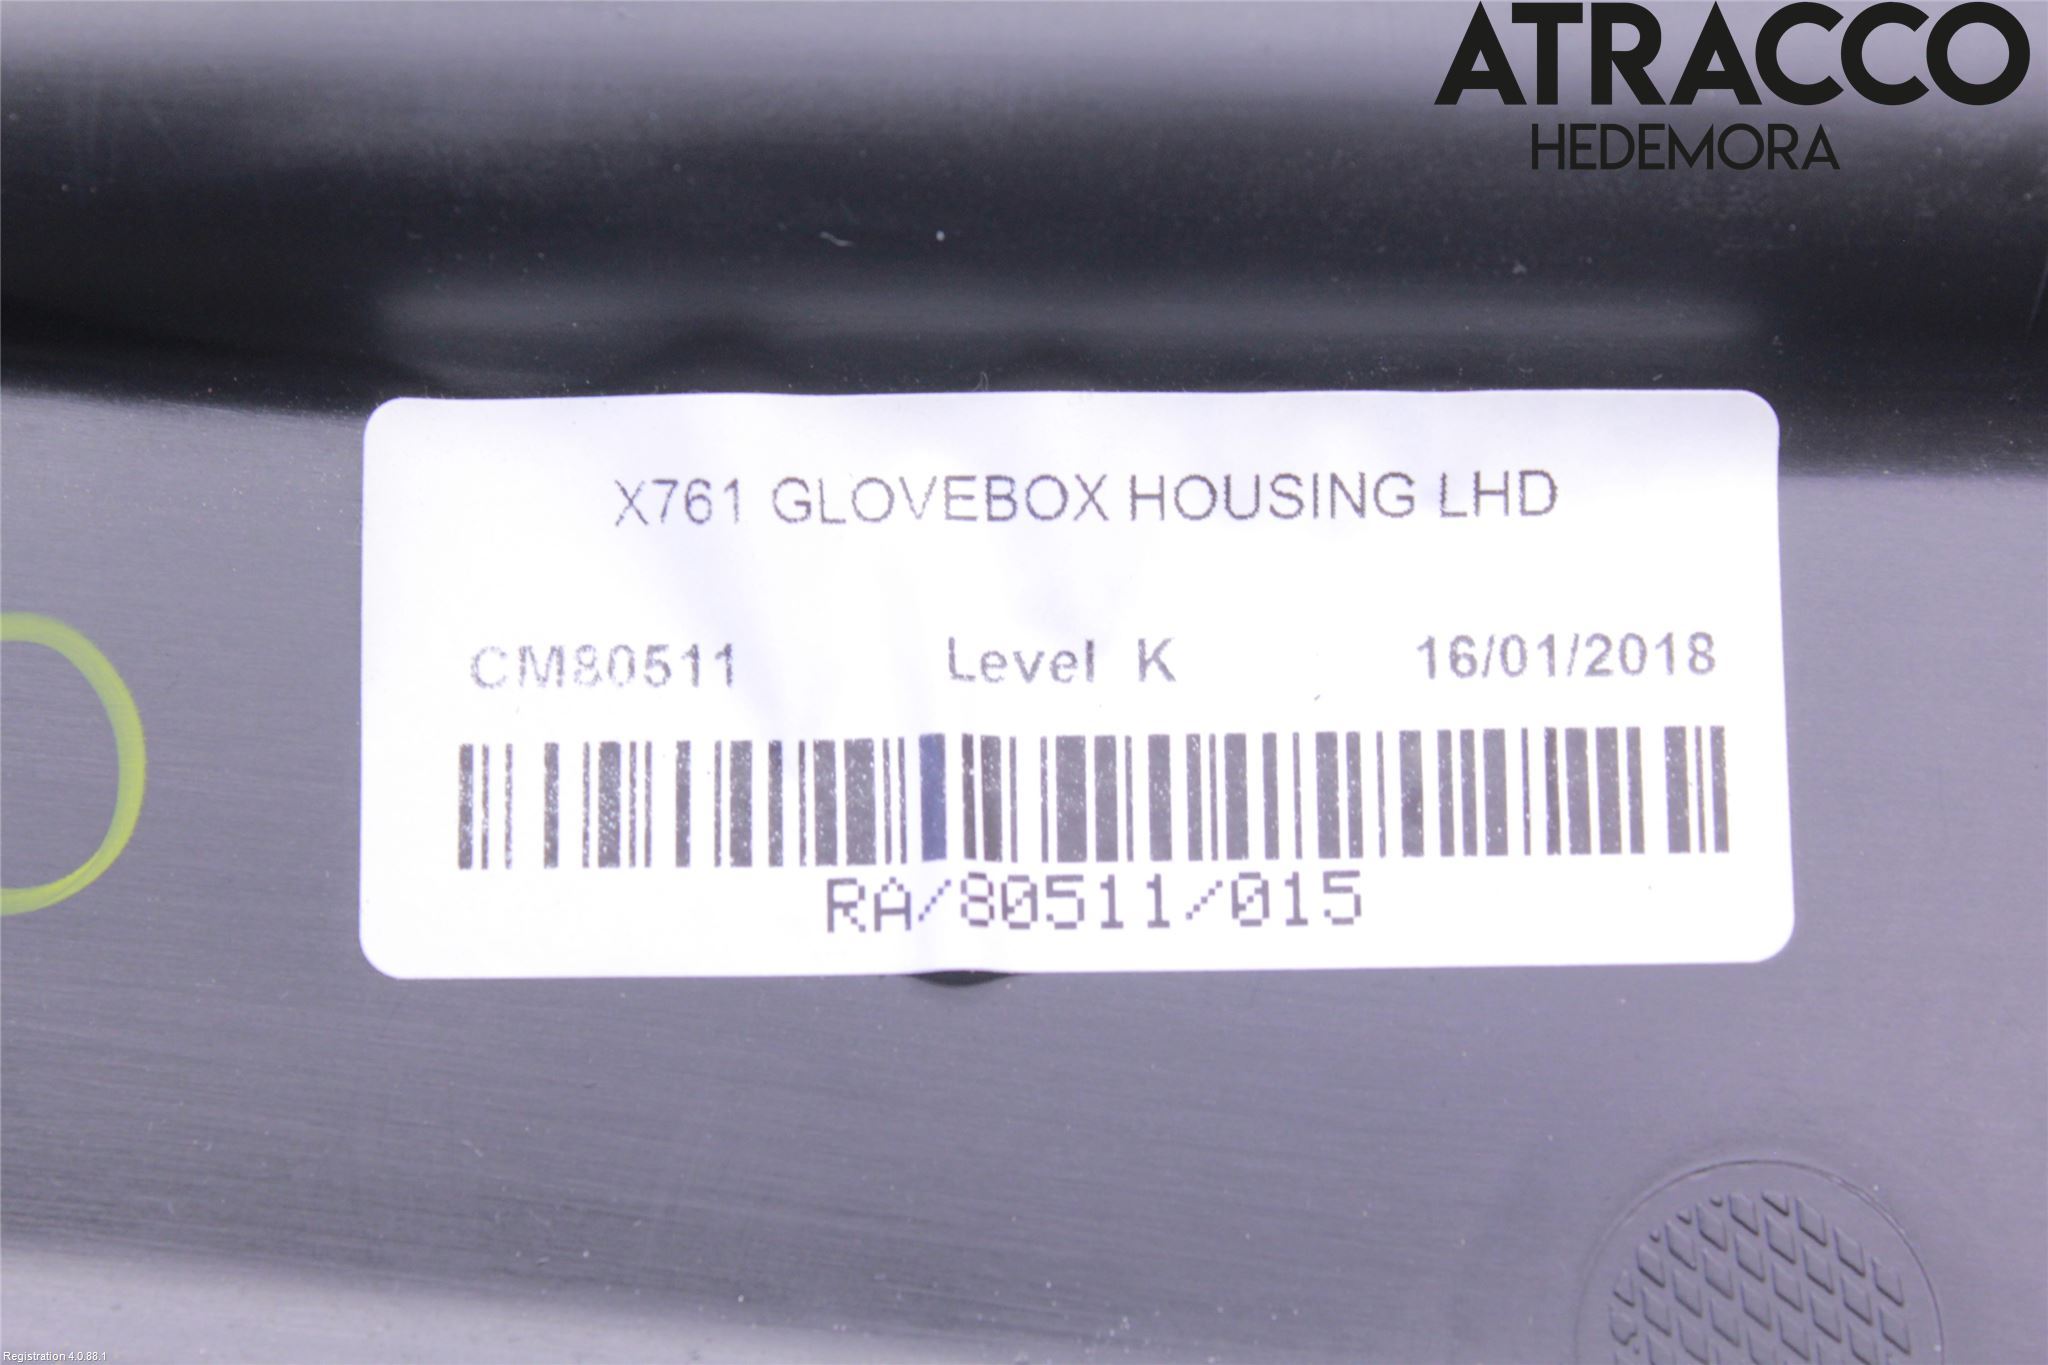 ATRACCO
HEDEMORA
X761 GLOVEBOX HOUSING LHD
CM80511 Level K 16/01/2018
RA/80511/015
Registration 4.0.88.1